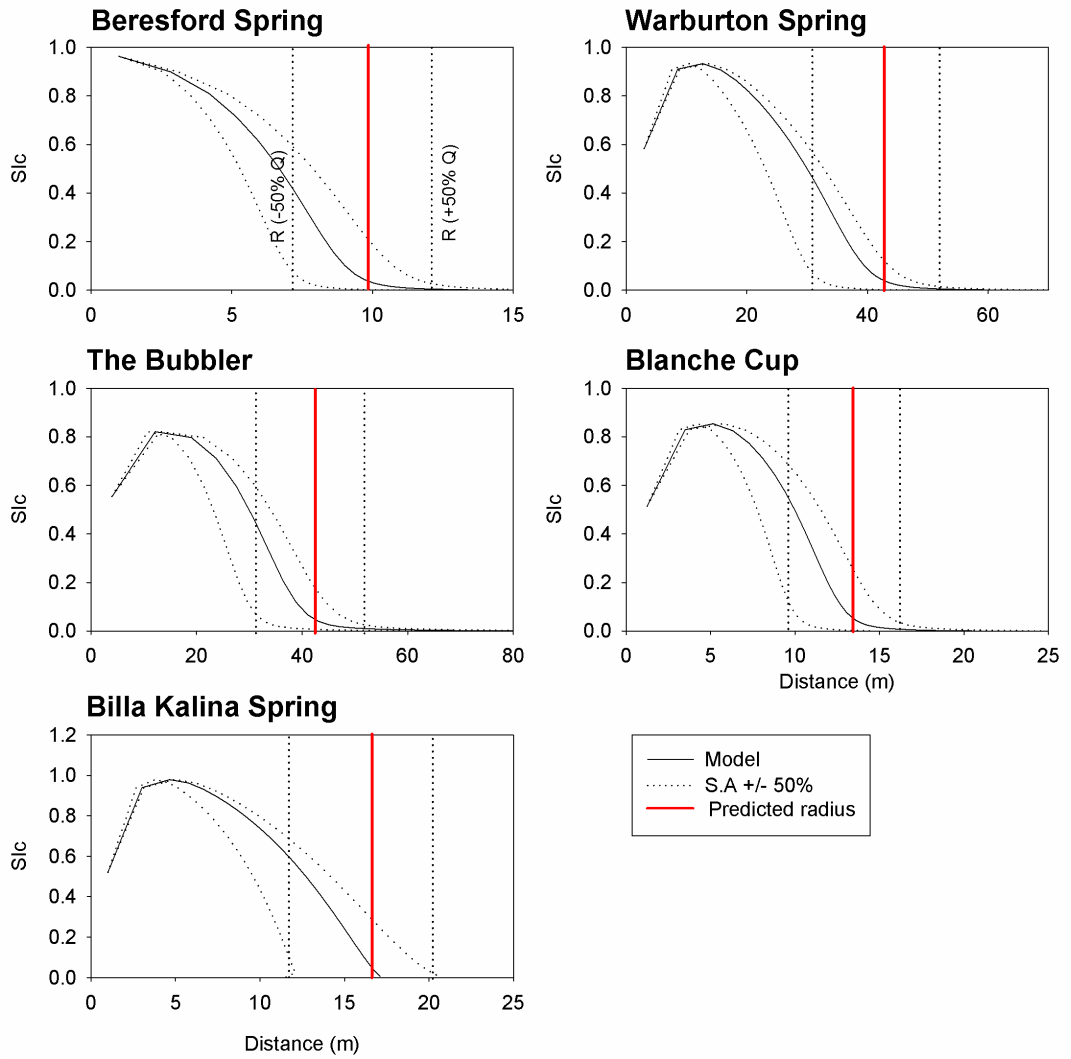 Beresford Spring
SIc
1.0
0.8
0.6
0.4
0.2
0.0
R (-50% Q)
R (+50% Q)
0 5 10 15
Warburton Spring
SIc
1.0
0.8
0.6
0.4
0.2
0.0
0 20 40 60
The Bubbler
SIc
1.0
0.8
0.6
0.4
0.2
0.0
0 20 40 60 80
Blanche Cup
SIc
1.0
0.8
0.6
0.4
0.2
0.0
0 5 10 15 20 25
Distance (m)
Billa Kalina Spring
SIc
1.2
1.0
0.8
0.6
0.4
0.2
0.0
0 5 10 15 20 25
Distance (m)
Model
S.A +/- 50%
Predicted radius